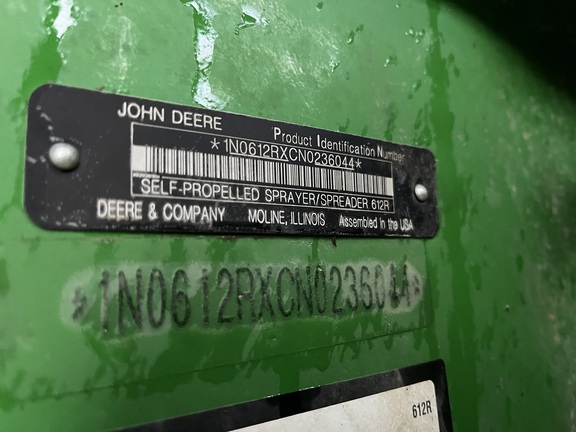 JOHN DEERE
Product Identification Number
*1N0612RXCN0236044*
SELF-PROPELLED SPRAYER/SPREADER 612R
DEERE & COMPANY MOLINE, ILLINOIS Assembled in the USA
*1N0612RXCN0236044*
612R